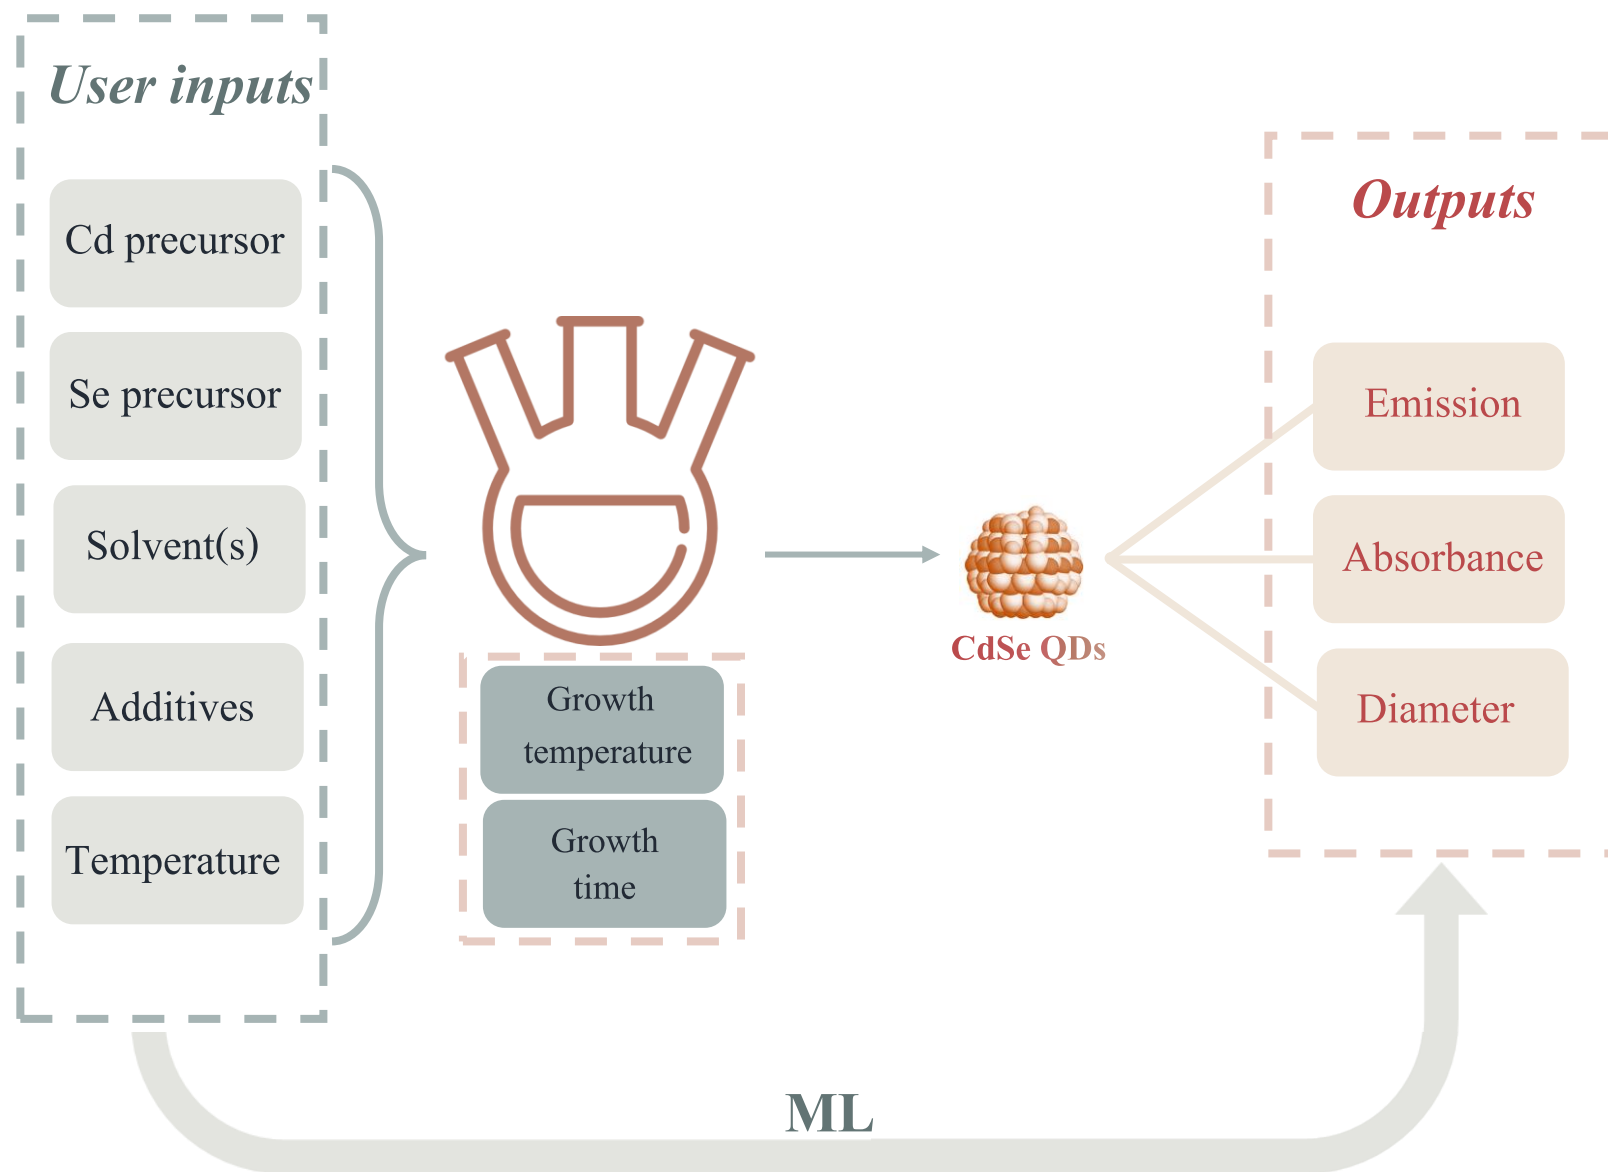 User inputs
Cd precursor
Se precursor
Solvent(s)
Additives
Temperature
Growth
temperature
Growth
time
CdSe QDs
Outputs
Emission
Absorbance
Diameter
ML